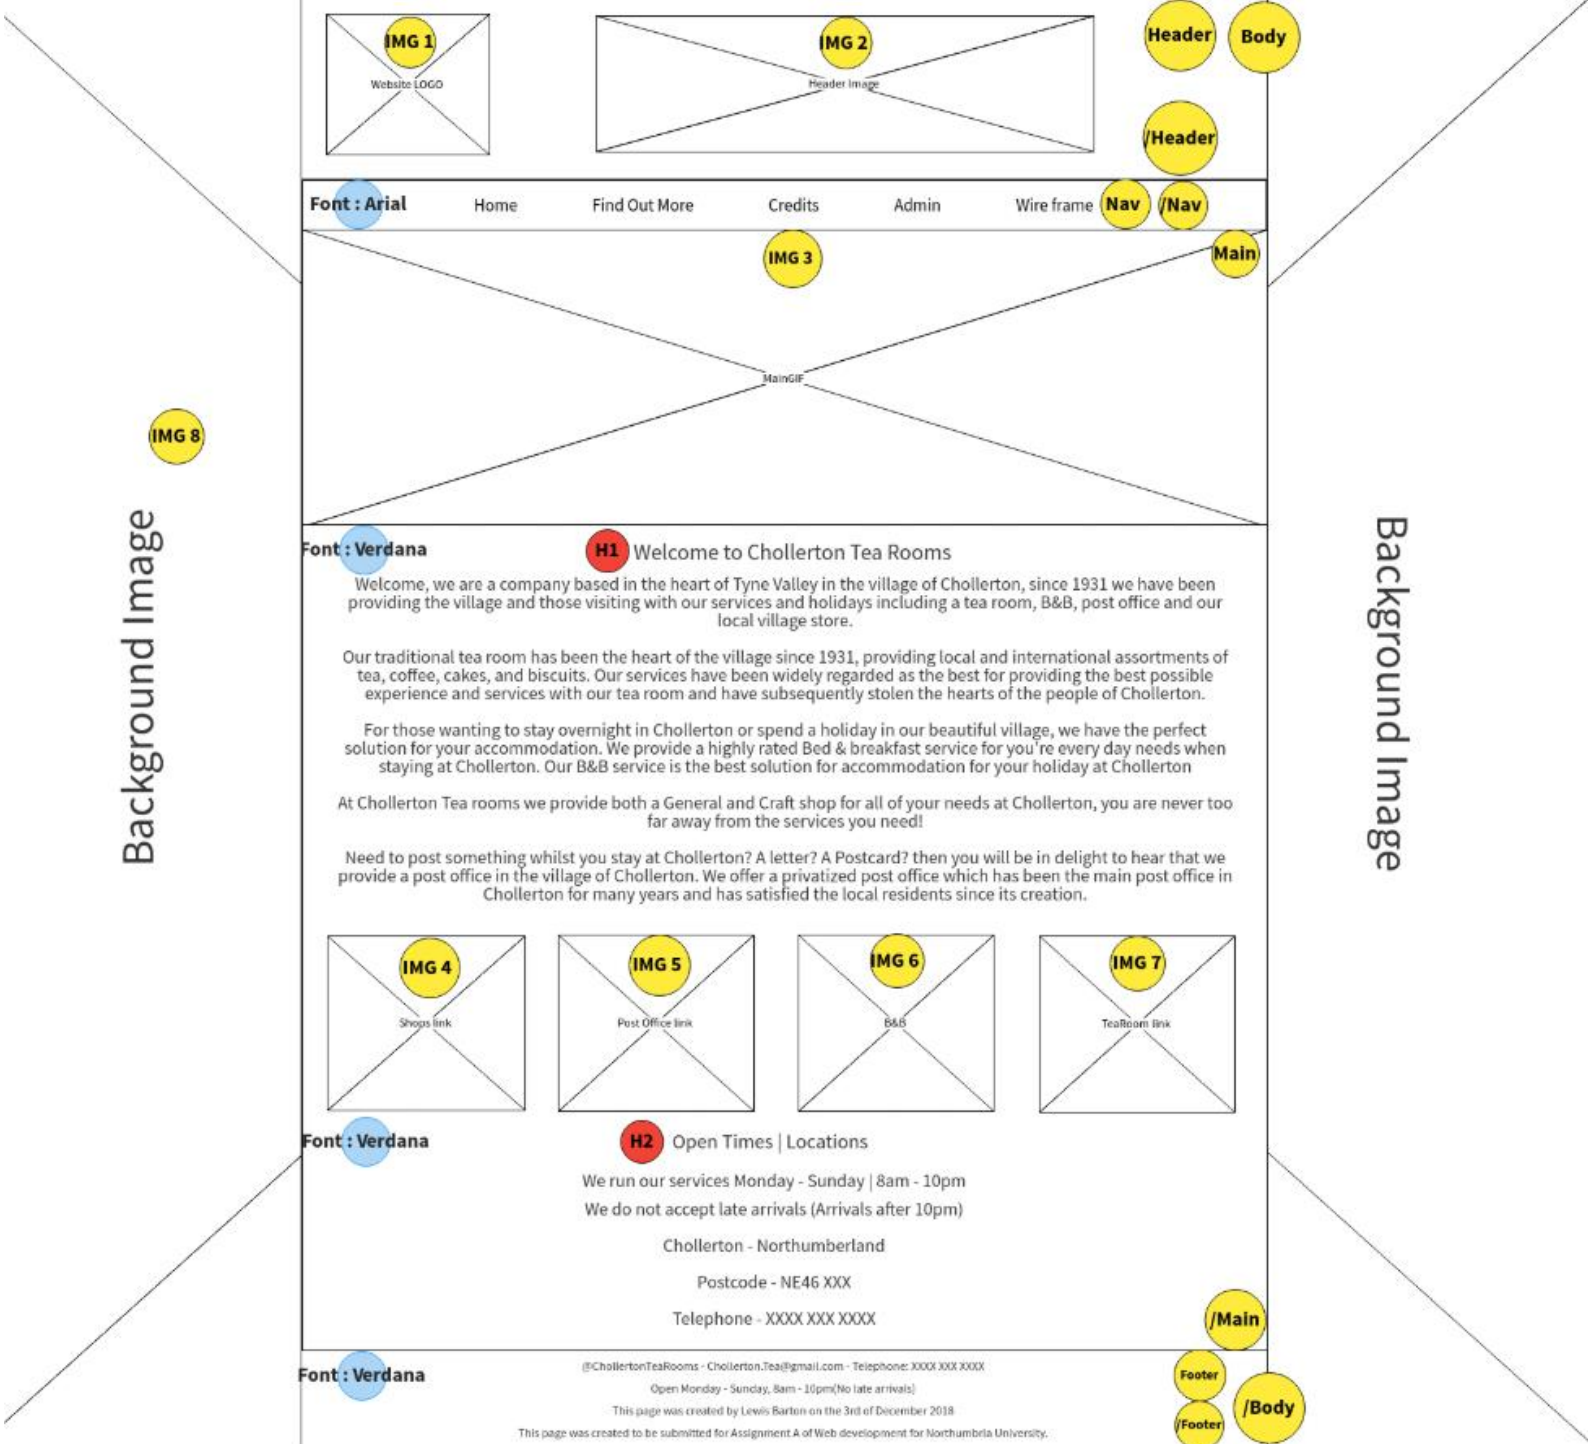 IMG 1
IMG 2
Header
Body
Website LOGO
Header Image
/Header
Font : Arial
Home
Find Out More
Credits
Admin
Wire frame
Nav
/Nav
Main
IMG 3
MainGIF
IMG 8
Background Image
Background Image
Font : Verdana
H1
Welcome to Chollerton Tea Rooms
Welcome, we are a company based in the heart of Tyne Valley in the village of Chollerton, since 1931 we have been
providing the village and those visiting with our services and holidays including a tea room, B&B, post office and our
local village store.
Our traditional tea room has been the heart of the village since 1931, providing local and international assortments of
tea, coffee, cakes, and biscuits. Our services have been widely regarded as the best for providing the best possible
experience and services with our tea room and have subsequently stolen the hearts of the people of Chollerton.
For those wanting to stay overnight in Chollerton or spend a holiday in our beautiful village, we have the perfect
solution for your accommodation. We provide a highly rated Bed & breakfast service for you're every day needs when
staying at Chollerton. Our B&B service is the best solution for accommodation for your holiday at Chollerton
At Chollerton Tea rooms we provide both a General and Craft shop for all of your needs at Chollerton, you are never too
far away from the services you need!
Need to post something whilst you stay at Chollerton? A letter? A Postcard? then you will be in delight to hear that we
provide a post office in the village of Chollerton. We offer a privatized post office which has been the main post office in
Chollerton for many years and has satisfied the local residents since its creation.
IMG 4
IMG 5
IMG 6
IMG 7
Shops link
Post Office link
B&B
TeaRoom link
Font : Verdana
H2
Open Times | Locations
We run our services Monday - Sunday | 8am - 10pm
We do not accept late arrivals (Arrivals after 10pm)
Chollerton - Northumberland
Postcode - NE46 XXX
Telephone - XXXX XXX XXXX
/Main
Font : Verdana
@ChollertonTeaRooms - Chollerton.Tea@gmail.com - Telephone: XXXX XXX XXXX
Open Monday - Sunday, 8am - 10pm(No late arrivals)
This page was created by Lewis Barton on the 3rd of December 2018
This page was created to be submitted for Assignment A of Web development for Northumbria University.
Footer
/Body
/Footer